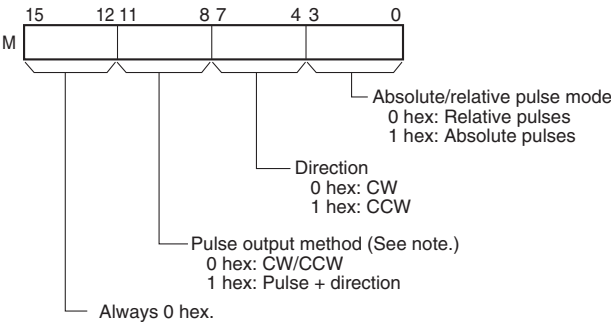 15 12 11 8 7 4 3 0
M
Absolute/relative pulse mode
0 hex: Relative pulses
1 hex: Absolute pulses
Direction
0 hex: CW
1 hex: CCW
Pulse output method (See note.)
0 hex: CW/CCW
1 hex: Pulse + direction
Always 0 hex.